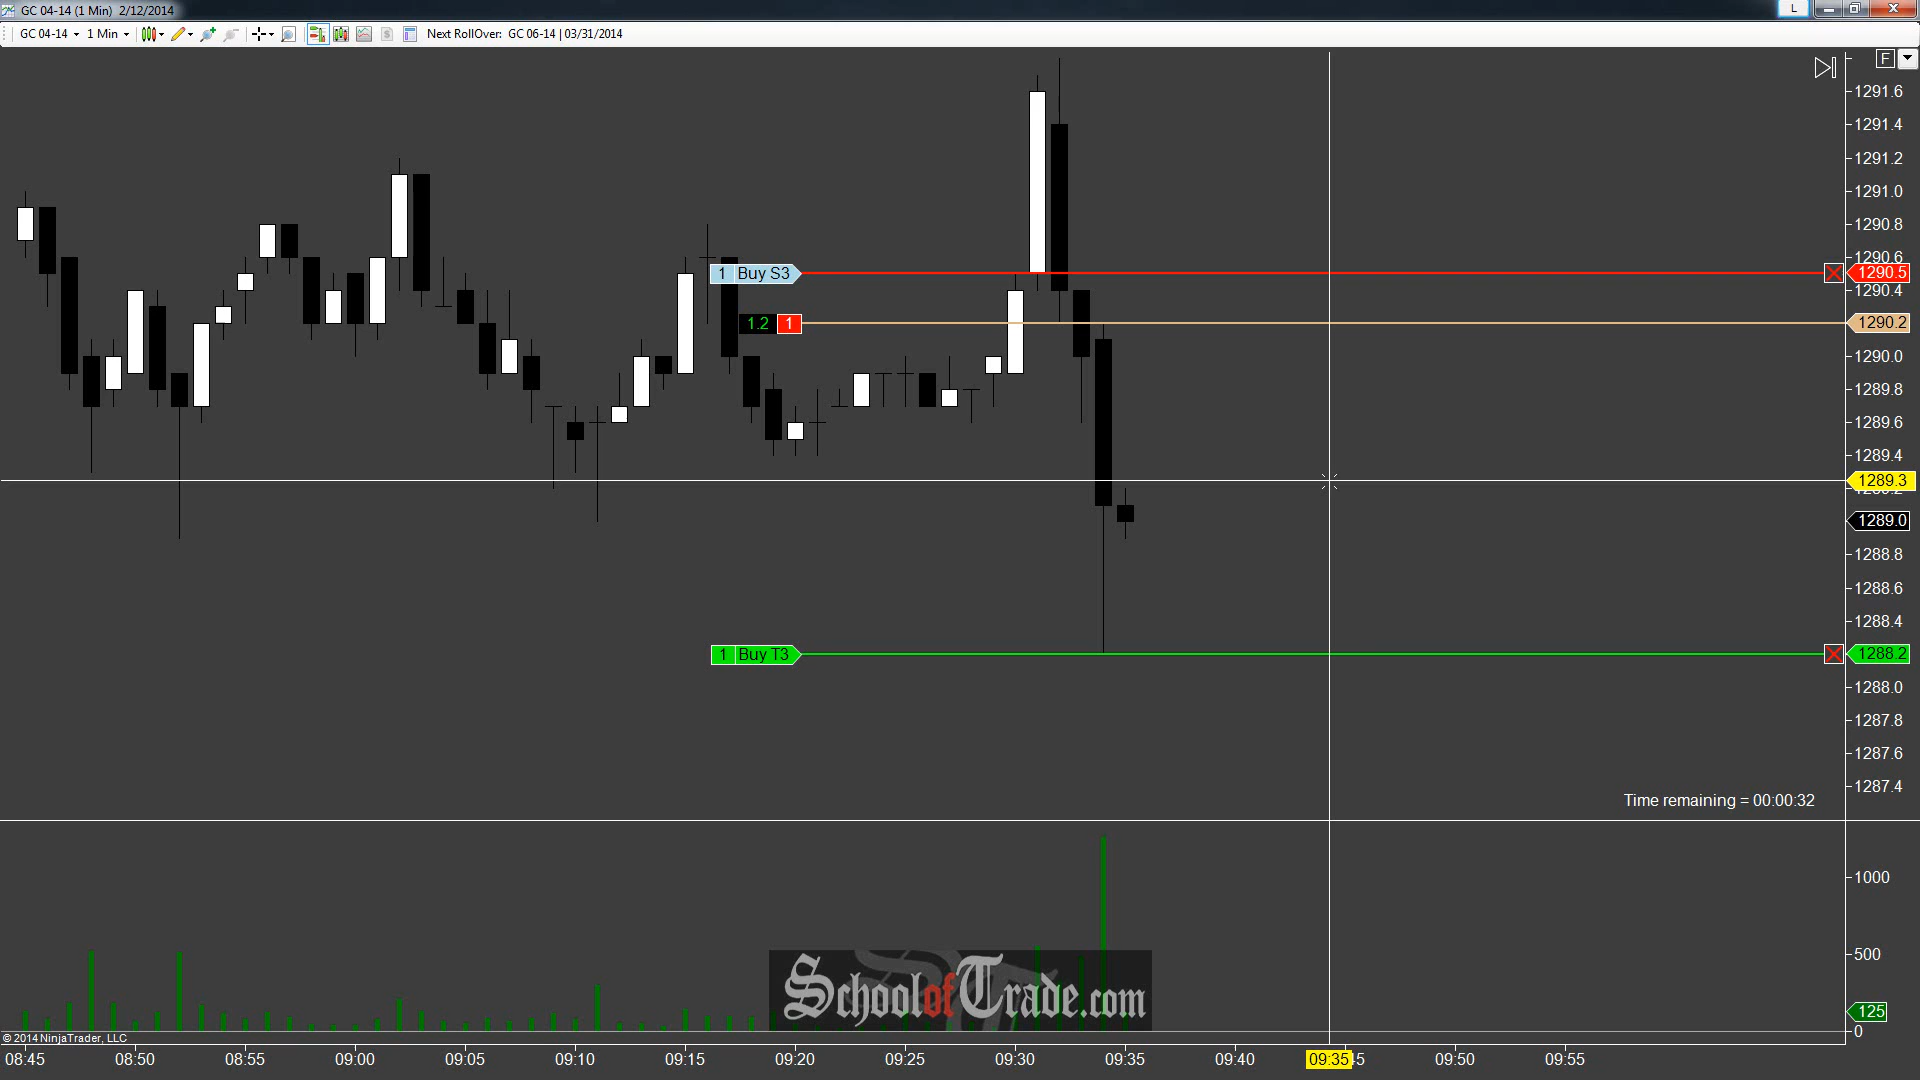 GC 04-14 (1 Min) 2/12/2014
L
GC 04-14 1 Min Next RollOver: GC 06-14 | 03/31/2014
F
1291.6
1291.4
1291.2
1291.0
1290.8
1290.6
1 Buy S3 1290.5
1290.4
1.2 1 1290.2
1290.0
1289.8
1289.6
1289.4
1289.3
1289.0
1288.8
1288.6
1288.4
1 Buy T3 1288.2
1288.0
1287.8
1287.6
1287.4
Time remaining = 00:00:32
1000
500
SchoolofTrade.com
125
0
© 2014 NinjaTrader, LLC
08:45 08:50 08:55 09:00 09:05 09:10 09:15 09:20 09:25 09:30 09:35 09:40 09:35 09:50 09:55